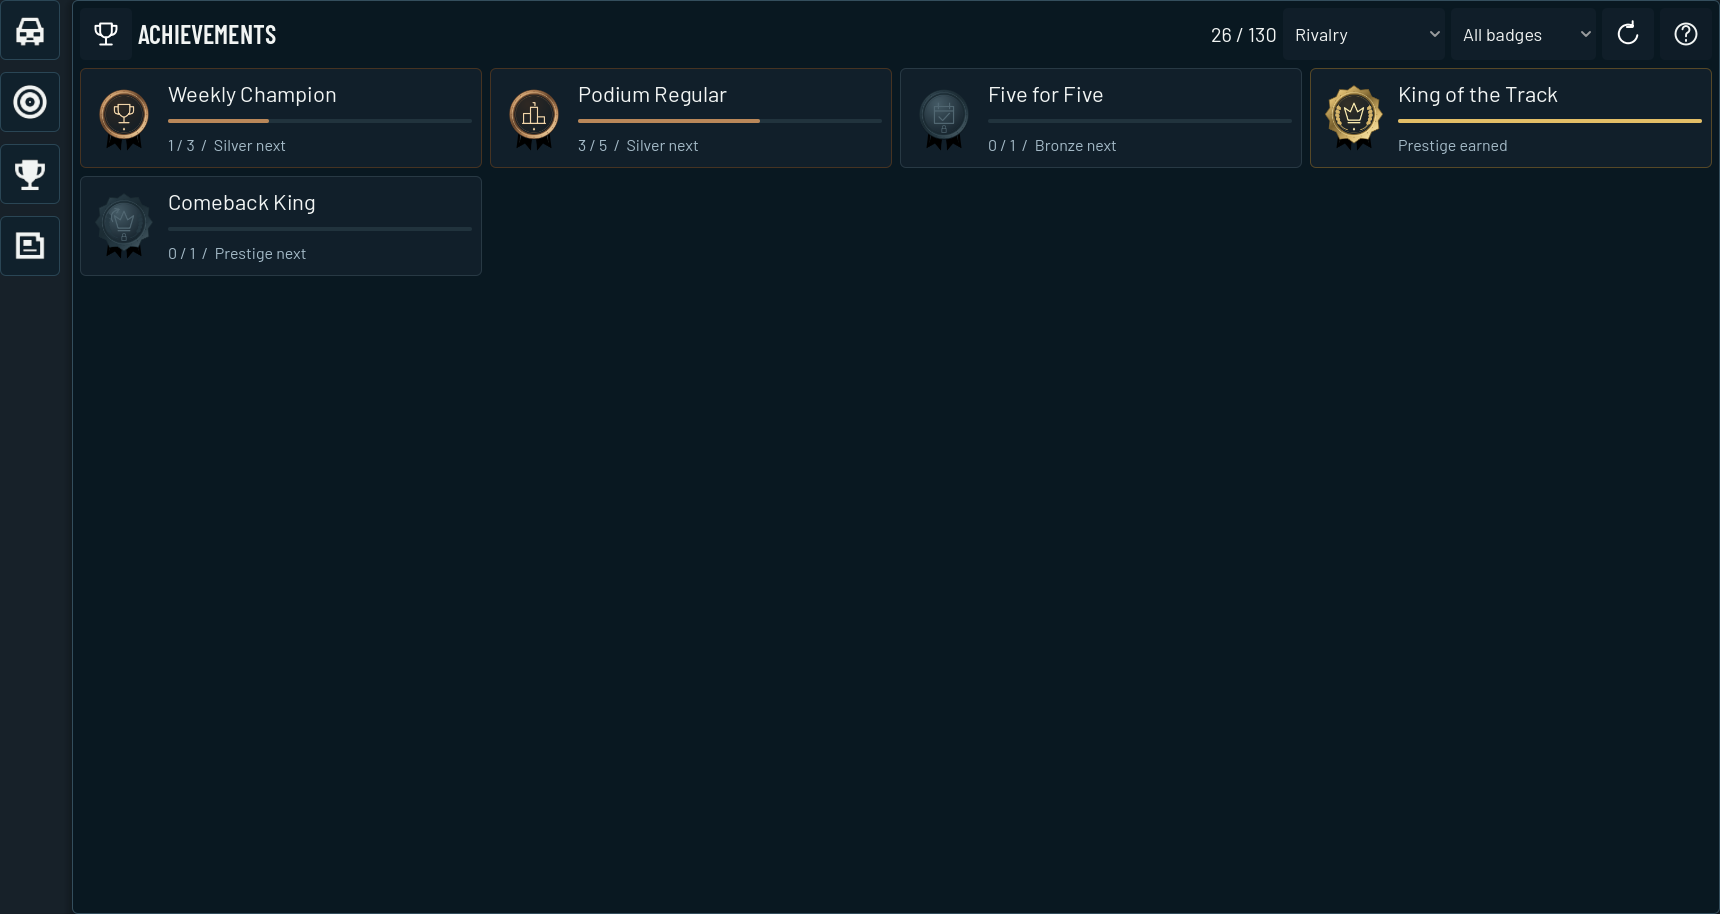 ACHIEVEMENTS
26 / 130
Rivalry
All badges
Weekly Champion
1 / 3 / Silver next
Podium Regular
3 / 5 / Silver next
Five for Five
0 / 1 / Bronze next
King of the Track
Prestige earned
Comeback King
0 / 1 / Prestige next